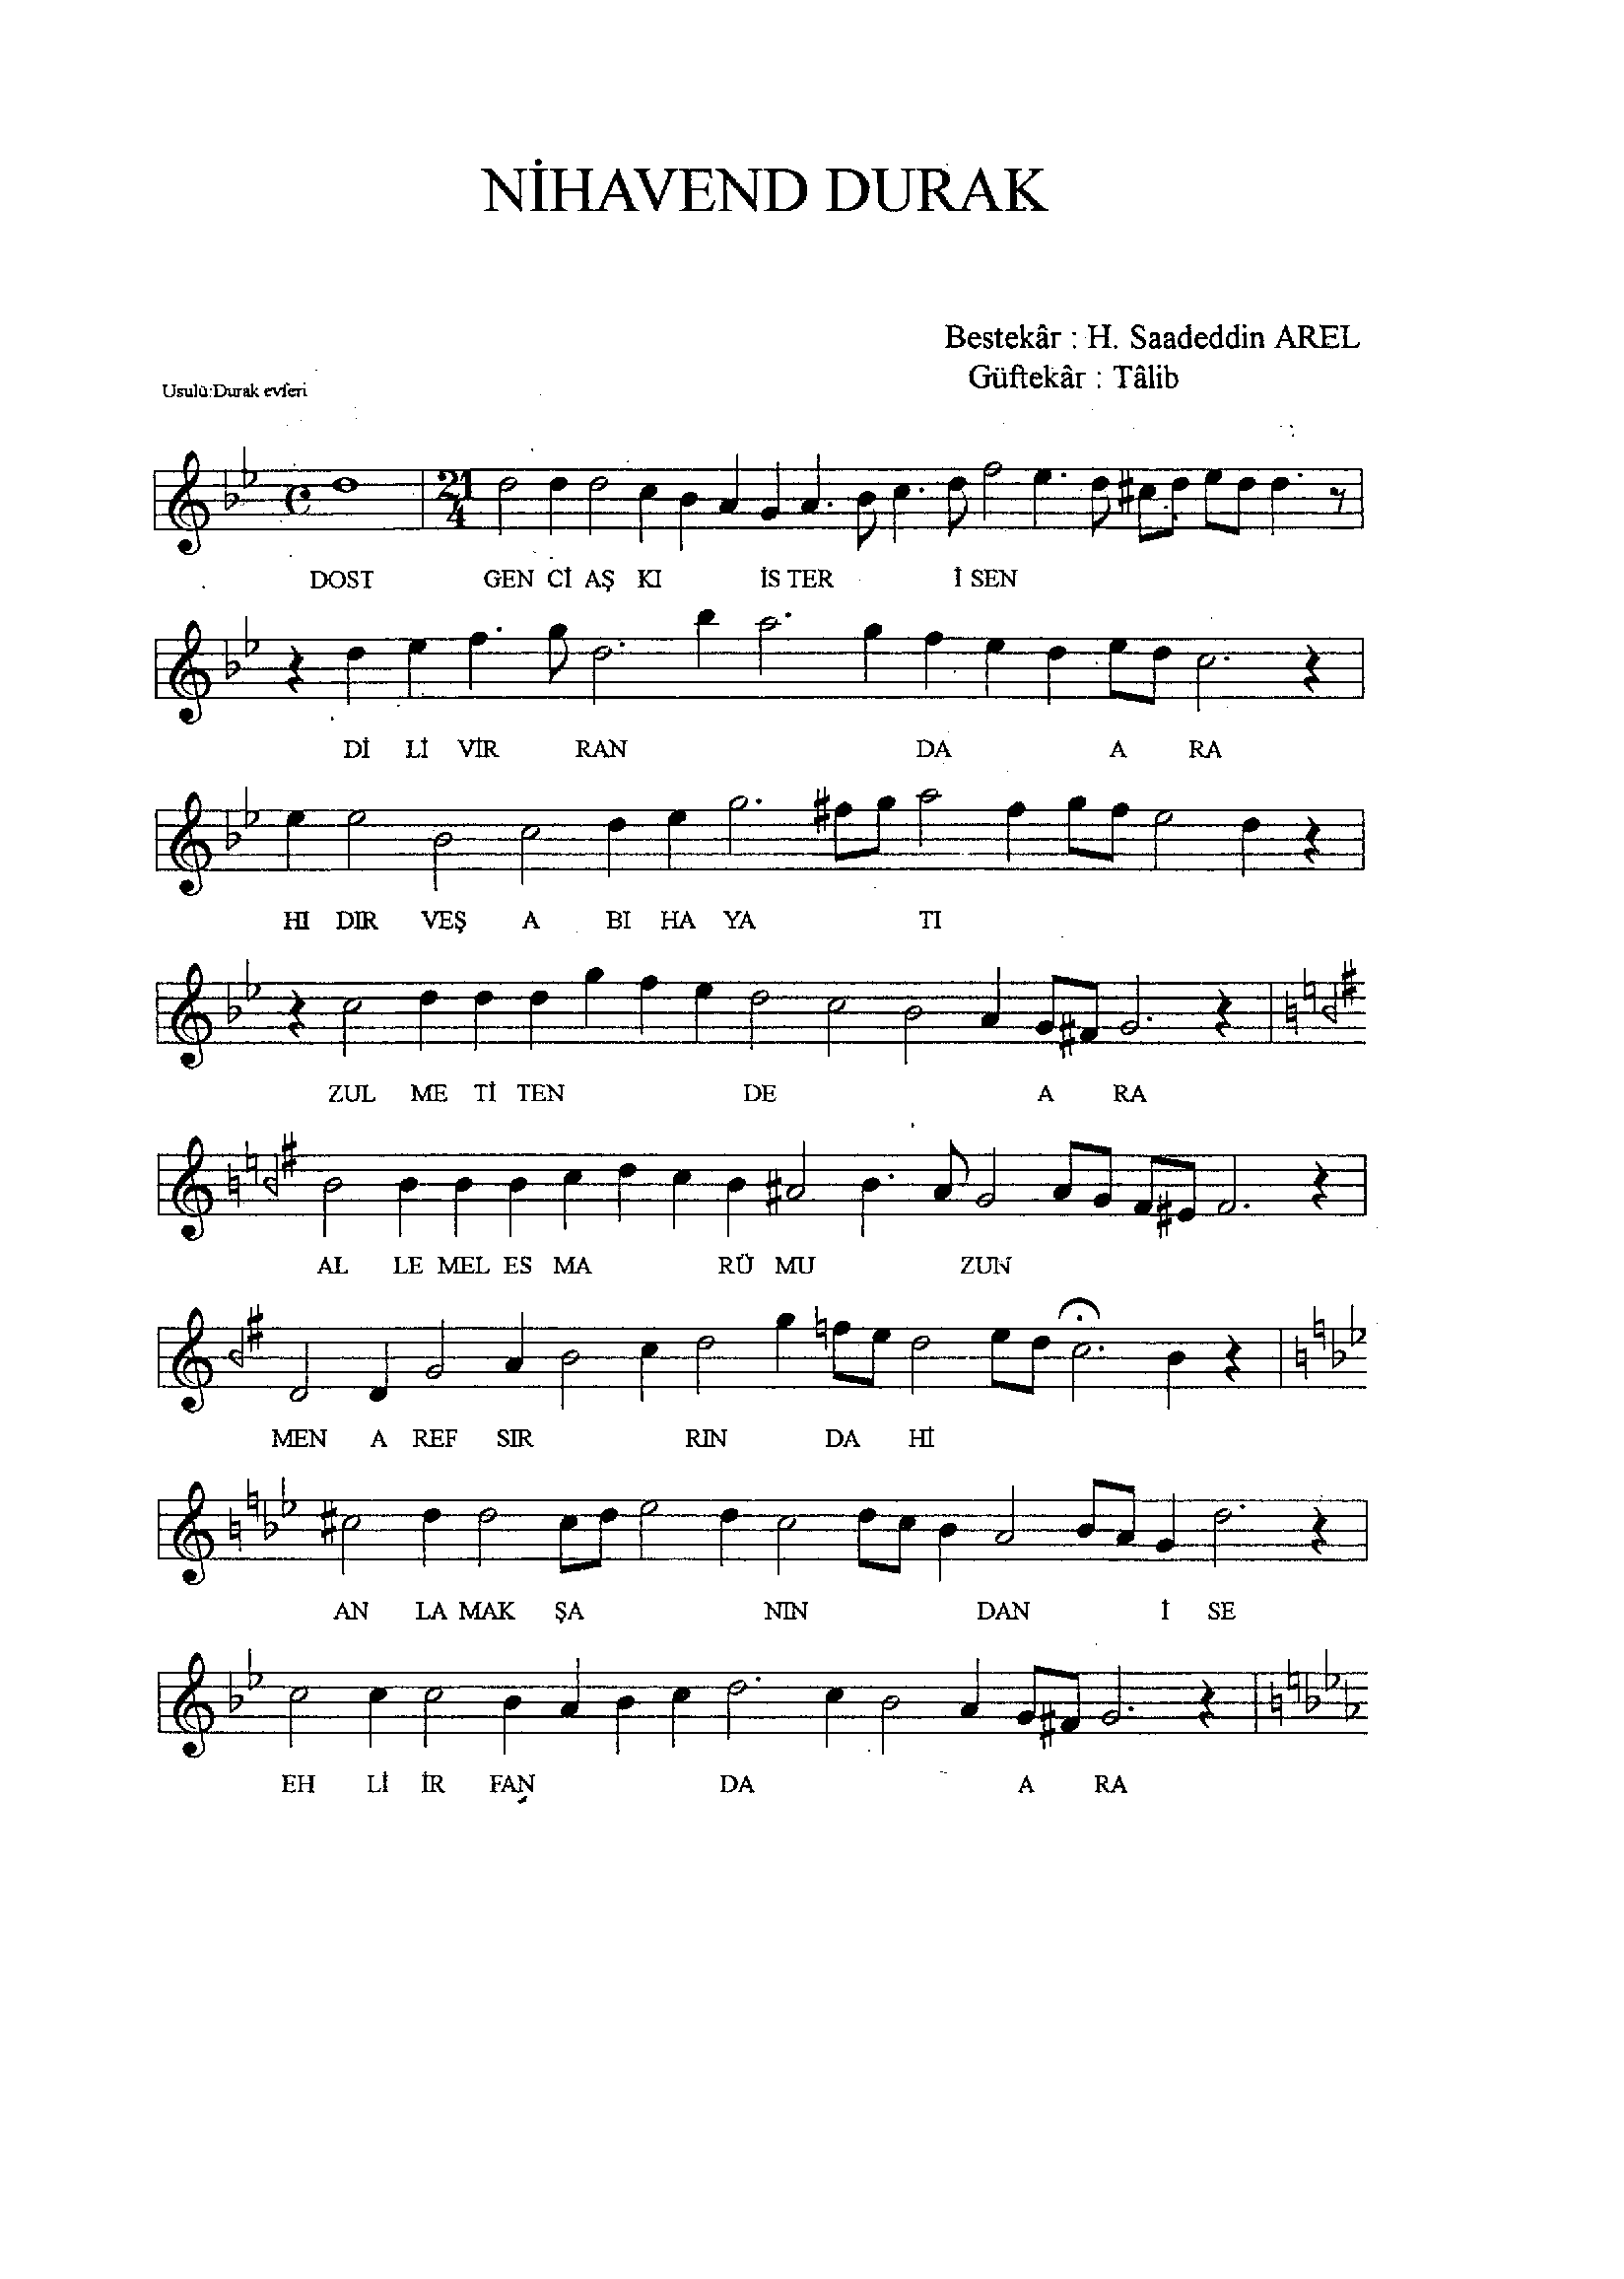 NİHAVEND DURAK
Bestekâr : H. Saadeddin AREL
Güftekâr : Tâlib
Usulü:Durak evferi
21
4
DOST GEN Cİ AŞ KI İS TER İ SEN
Dİ Lİ VİR RAN DA A RA
HI DIR VEŞ A BI HA YA TI
ZUL ME Tİ TEN DE A RA
AL LE MEL ES MA RÜ MU ZUN
MEN A REF SIR RIN DA Hİ
AN LA MAK ŞA NIN DAN İ SE
EH Lİ İR FAN DA A RA